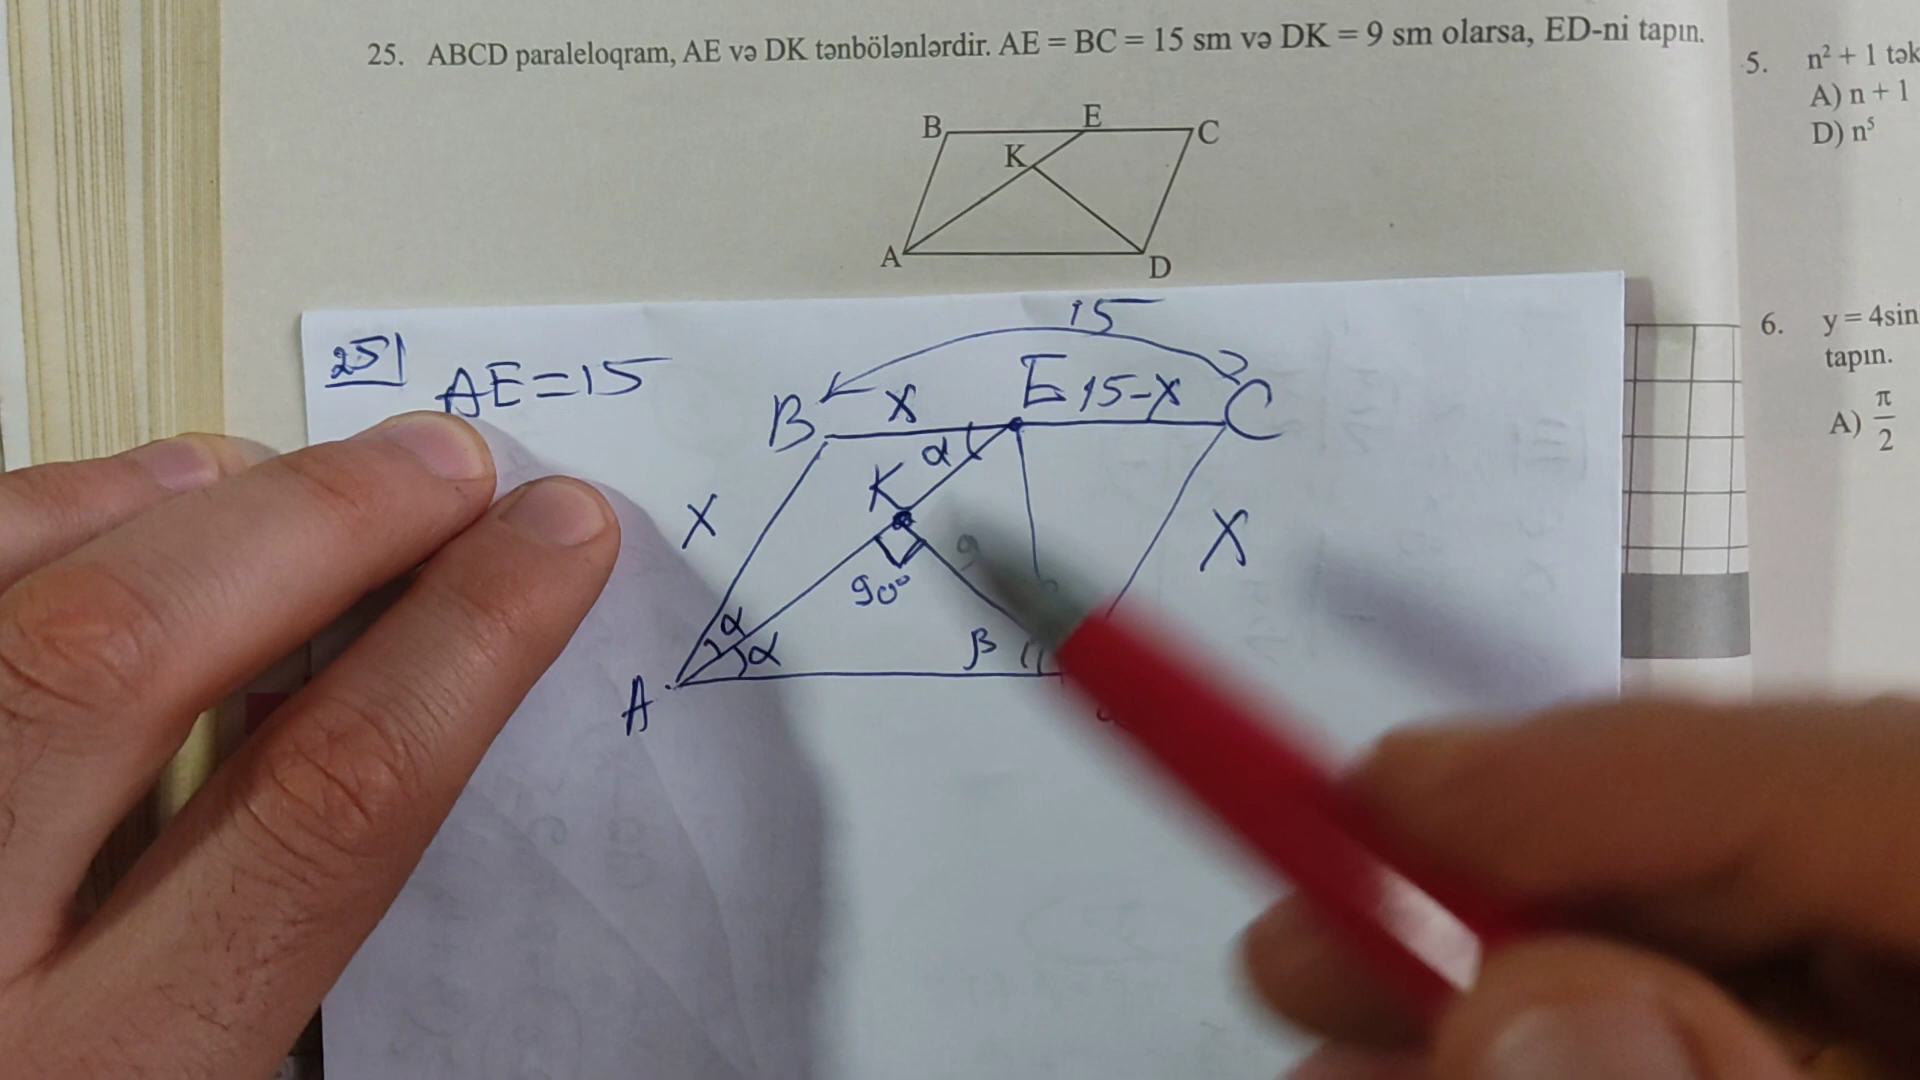 25. ABCD paraleloqram, AE və DK tənbölənlərdir. AE = BC = 15 sm və DK = 9 sm olarsa, ED-ni tapın.
B
E
C
K
A
D
5. n² + 1 tək
A) n + 1
D) n⁵
6. y = 4sin
tapın.
A) π/2
25
AE=15
15
B
x
E
15-x
C
α
K
x
x
9
90°
α
α
β
A